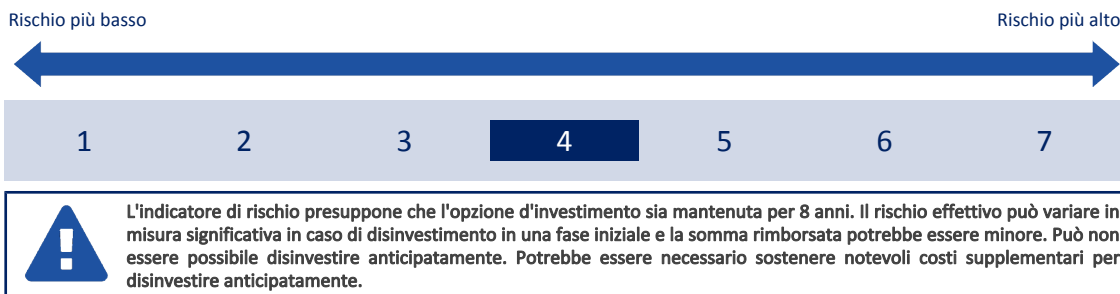 Rischio più basso
Rischio più alto
1 2 3 4 5 6 7
L'indicatore di rischio presuppone che l'opzione d'investimento sia mantenuta per 8 anni. Il rischio effettivo può variare in
misura significativa in caso di disinvestimento in una fase iniziale e la somma rimborsata potrebbe essere minore. Può non
essere possibile disinvestire anticipatamente. Potrebbe essere necessario sostenere notevoli costi supplementari per
disinvestire anticipatamente.